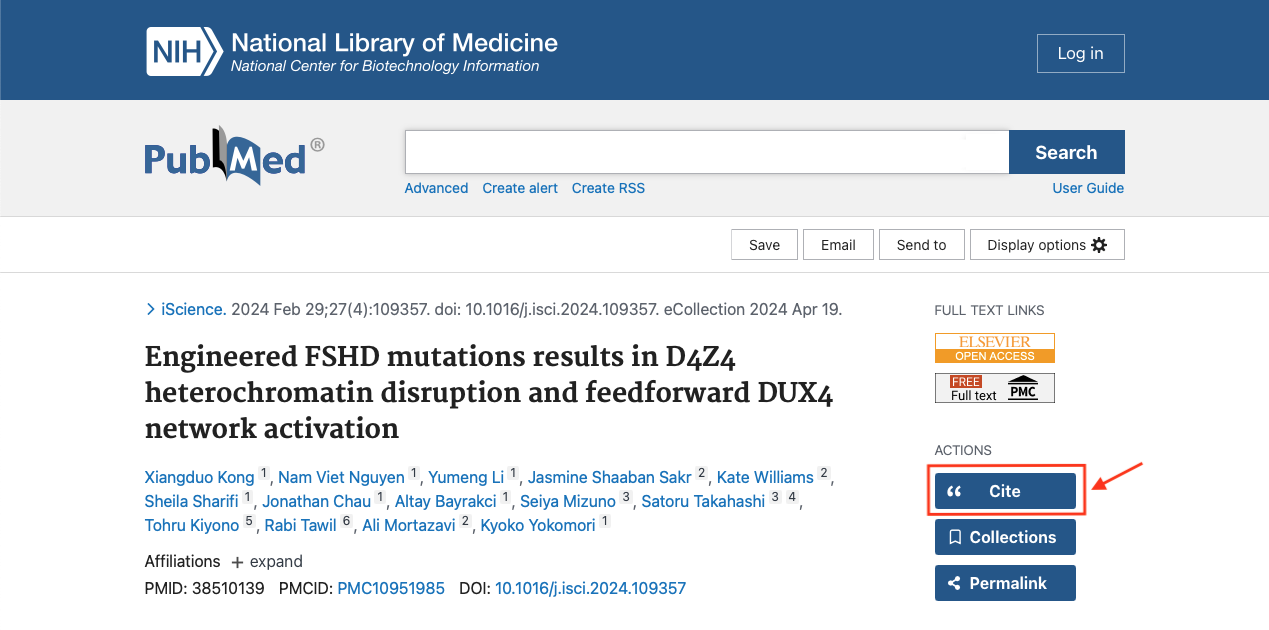 NIH National Library of Medicine
National Center for Biotechnology Information
Log in
PubMed®
Search
Advanced Create alert Create RSS
User Guide
Save Email Send to Display options
iScience. 2024 Feb 29;27(4):109357. doi: 10.1016/j.isci.2024.109357. eCollection 2024 Apr 19.
Engineered FSHD mutations results in D4Z4
heterochromatin disruption and feedforward DUX4
network activation
Xiangduo Kong 1, Nam Viet Nguyen 1, Yumeng Li 1, Jasmine Shaaban Sakr 2, Kate Williams 2,
Sheila Sharifi 1, Jonathan Chau 1, Altay Bayrakci 1, Seiya Mizuno 3, Satoru Takahashi 3 4,
Tohru Kiyono 5, Rabi Tawil 6, Ali Mortazavi 2, Kyoko Yokomori 1
Affiliations + expand
PMID: 38510139 PMCID: PMC10951985 DOI: 10.1016/j.isci.2024.109357
FULL TEXT LINKS
ELSEVIER
OPEN ACCESS
FREE
Full text PMC
ACTIONS
Cite
Collections
Permalink